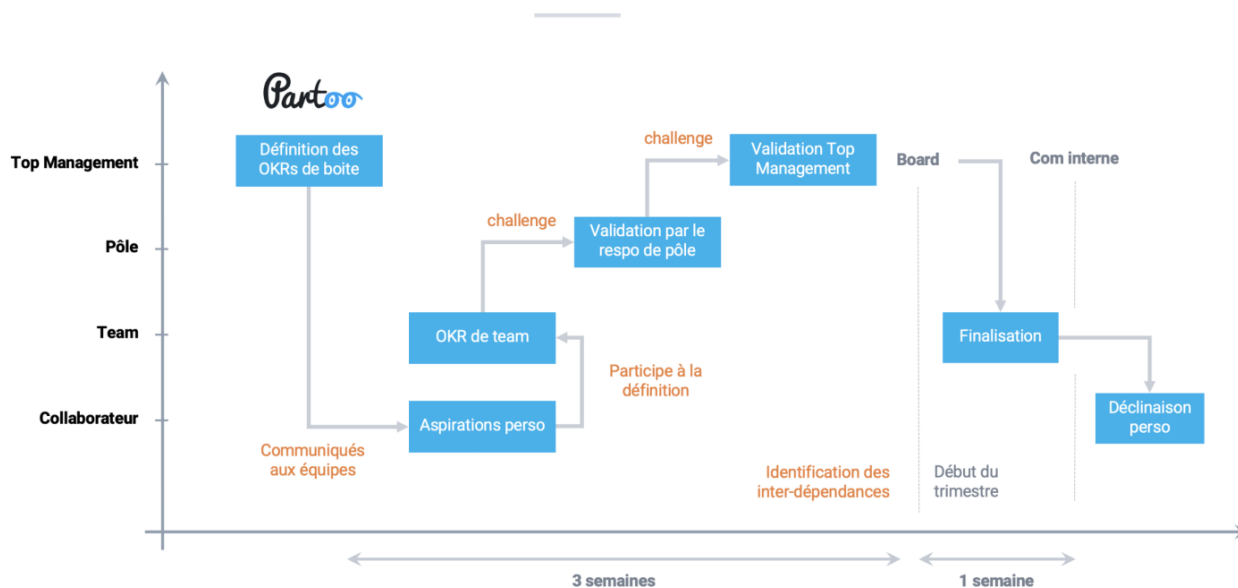 Partoo
Top Management
Définition des
OKRs de boite
challenge
Validation Top
Management
Board
Com interne
Pôle
challenge
Validation par le
respo de pôle
Team
OKR de team
Participe à la
définition
Finalisation
Collaborateur
Aspirations perso
Déclinaison
perso
Communiqués
aux équipes
Identification des
inter-dépendances
Début du
trimestre
3 semaines
1 semaine